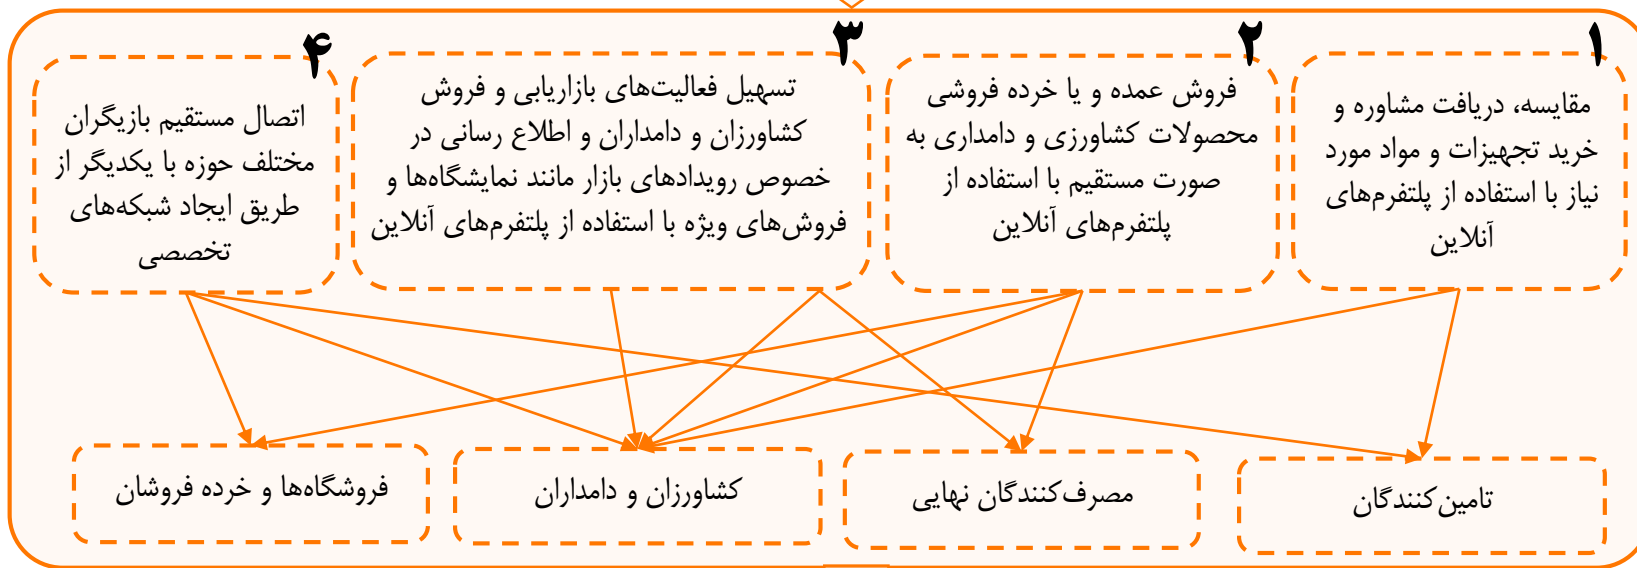 ۱
مقایسه، دریافت مشاوره و
خرید تجهیزات و مواد مورد
نیاز با استفاده از پلتفرم‌های
آنلاین
۲
فروش عمده و یا خرده فروشی
محصولات کشاورزی و دامداری به
صورت مستقیم با استفاده از
پلتفرم‌های آنلاین
۳
تسهیل فعالیت‌های بازاریابی و فروش
کشاورزان و دامداران و اطلاع رسانی در
خصوص رویدادهای بازار مانند نمایشگاه‌ها و
فروش‌های ویژه با استفاده از پلتفرم‌های آنلاین
۴
اتصال مستقیم بازیگران
مختلف حوزه با یکدیگر از
طریق ایجاد شبکه‌های
تخصصی
تامین‌کنندگان
مصرف‌کنندگان نهایی
کشاورزان و دامداران
فروشگاه‌ها و خرده فروشان